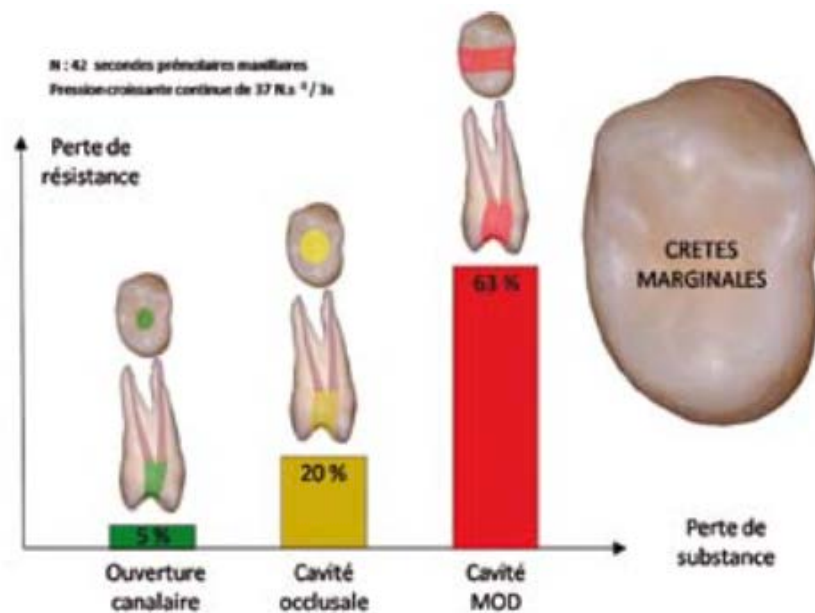 N : 42 secondes prémolaires maxillaires
Pression croissante continue de 37 N.s⁻¹ / 3s
Perte de
résistance
63 %
CRETES
MARGINALES
20 %
5 %
Perte de
substance
Ouverture
canalaire
Cavité
occlusale
Cavité
MOD